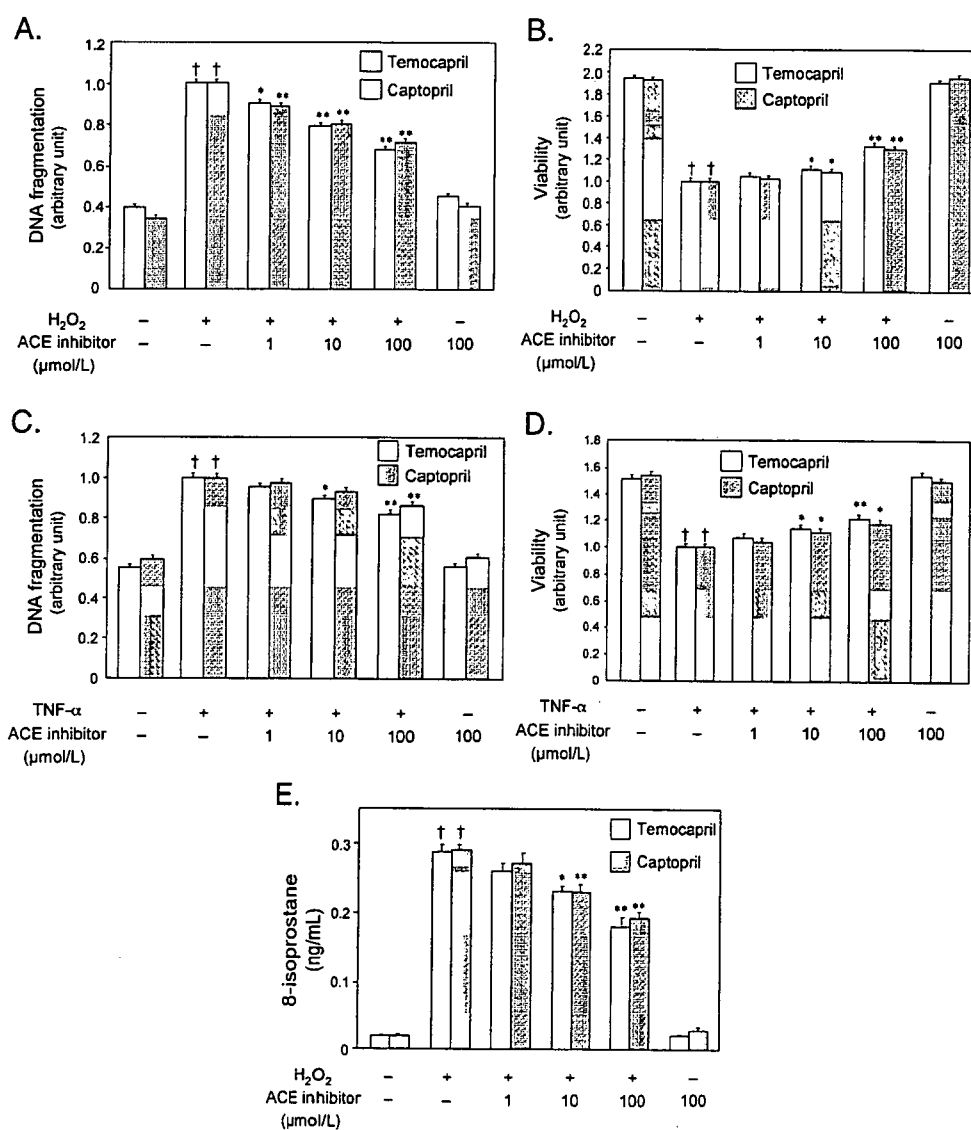 A.
1.2
1.0
0.8
0.6
0.4
0.2
0
DNA fragmentation
(arbitrary unit)
Temocapril
Captopril
† † * ** ** ** ** **
H₂O₂ – + + + + –
ACE inhibitor – – 1 10 100 100
(µmol/L)
B.
2.2
2.0
1.8
1.6
1.4
1.2
1.0
0.8
0.6
0.4
0.2
0.0
Viability
(arbitrary unit)
Temocapril
Captopril
† † * * ** **
H₂O₂ – + + + + –
ACE inhibitor – – 1 10 100 100
(µmol/L)
C.
1.2
1.0
0.8
0.6
0.4
0.2
0
DNA fragmentation
(arbitrary unit)
Temocapril
Captopril
† † * ** **
TNF-α – + + + + –
ACE inhibitor – – 1 10 100 100
(µmol/L)
D.
1.8
1.6
1.4
1.2
1.0
0.8
0.6
0.4
0.2
0
Viability
(arbitrary unit)
Temocapril
Captopril
† † * * ** *
TNF-α – + + + + –
ACE inhibitor – – 1 10 100 100
(µmol/L)
E.
0.3
0.2
0.1
0
8-isoprostane
(ng/mL)
Temocapril
Captopril
† † * ** ** **
H₂O₂ – + + + + –
ACE inhibitor – – 1 10 100 100
(µmol/L)